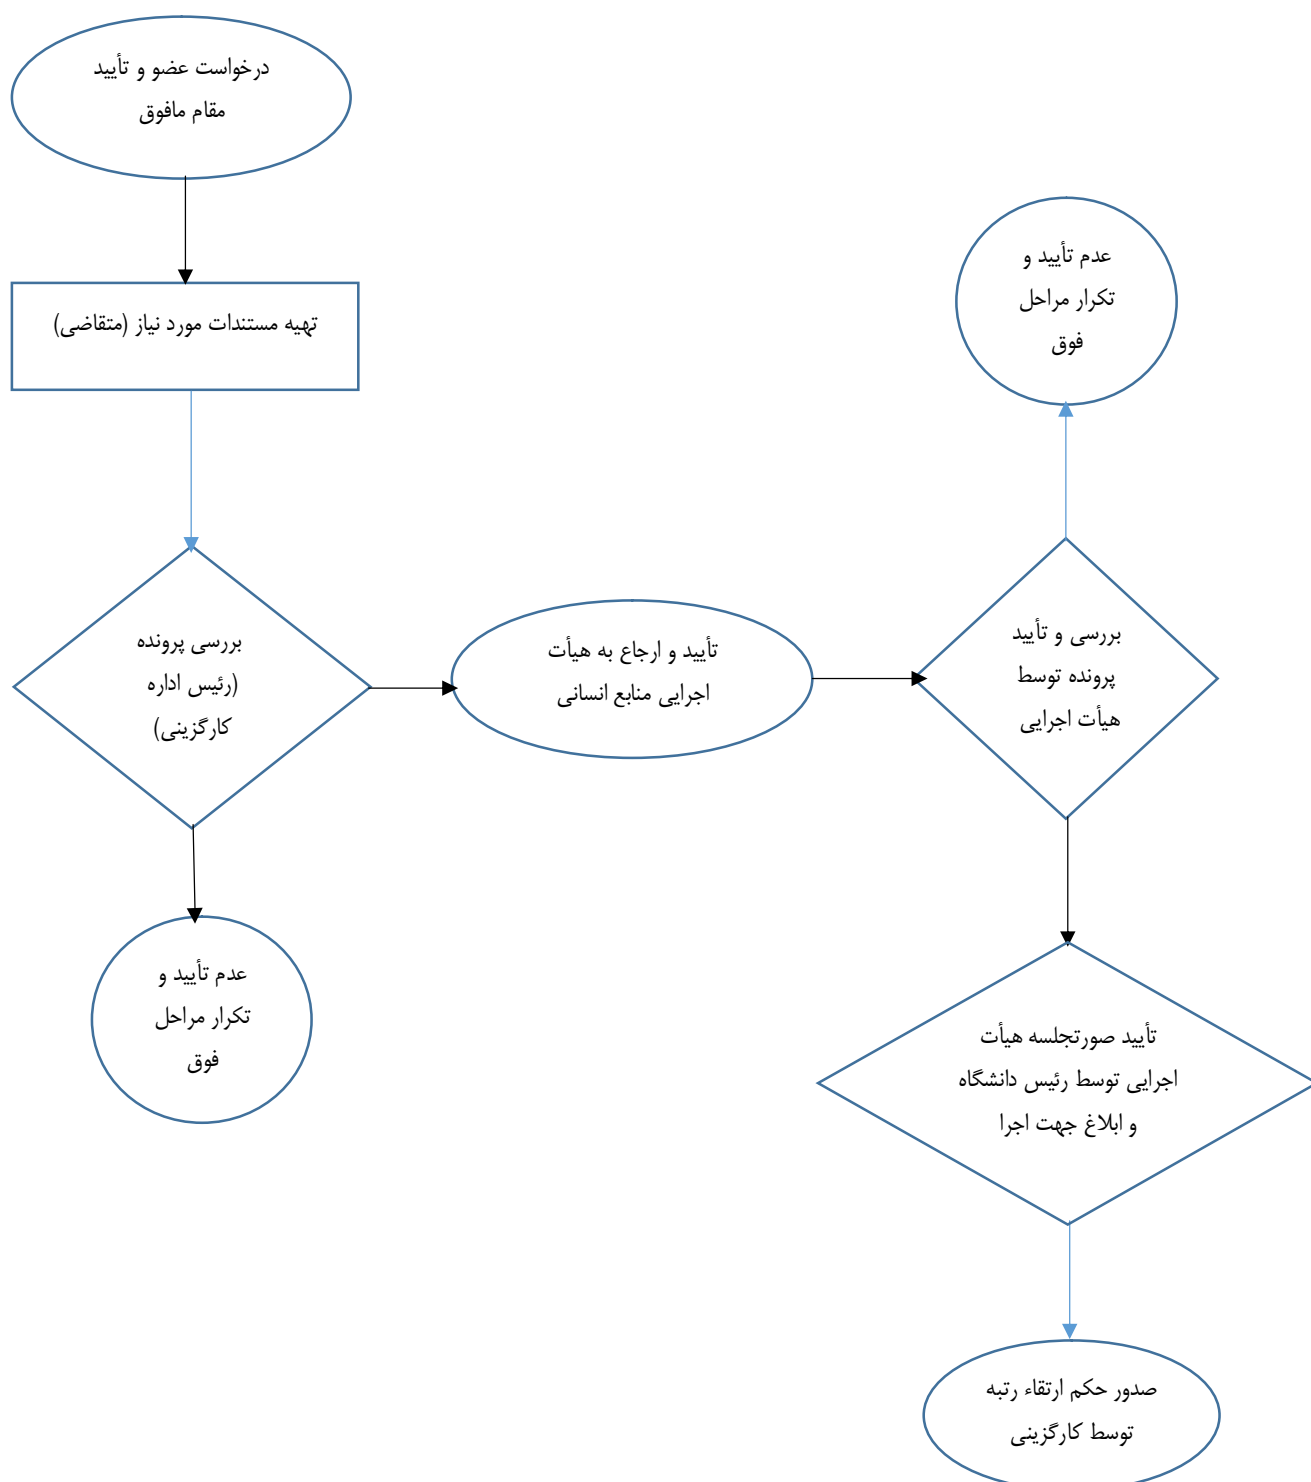 درخواست عضو و تأیید
مقام مافوق
تهیه مستندات مورد نیاز (متقاضی)
بررسی پرونده
(رئیس اداره
کارگزینی)
عدم تأیید و
تکرار مراحل
فوق
تأیید و ارجاع به هیأت
اجرایی منابع انسانی
بررسی و تأیید
پرونده توسط
هیأت اجرایی
عدم تأیید و
تکرار مراحل
فوق
تأیید صورتجلسه هیأت
اجرایی توسط رئیس دانشگاه
و ابلاغ جهت اجرا
صدور حکم ارتقاء رتبه
توسط کارگزینی